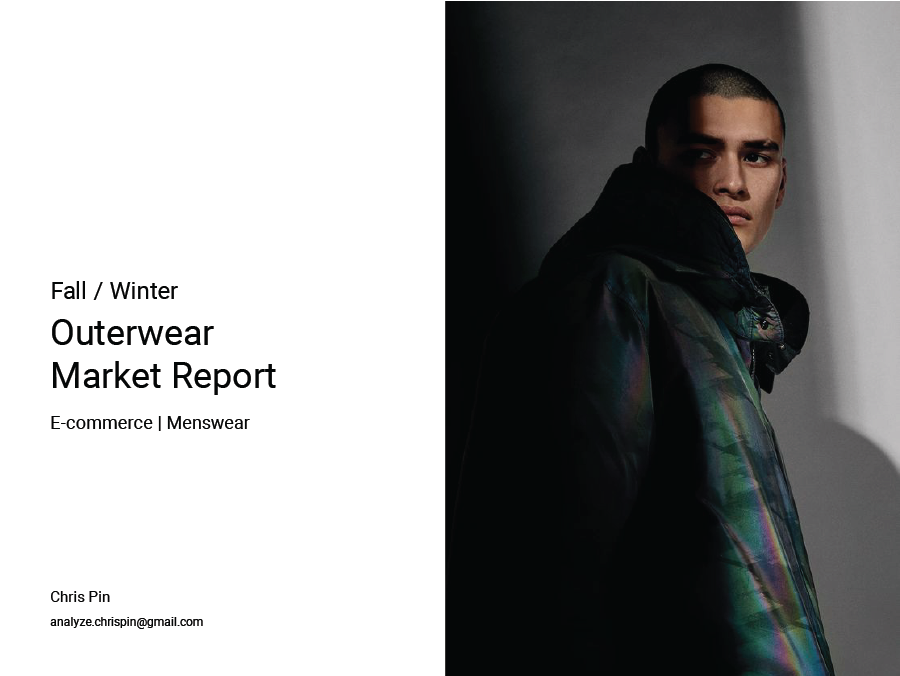 Fall / Winter
Outerwear
Market Report
E-commerce | Menswear
Chris Pin
analyze.chrispin@gmail.com